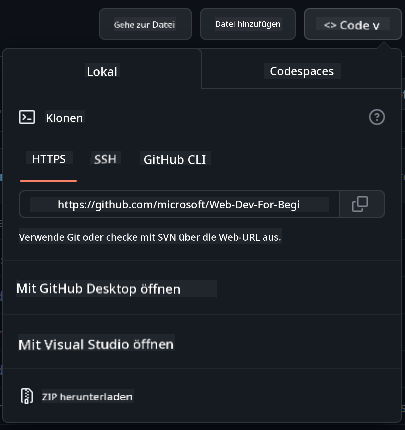 Gehe zur Datei
Datei hinzufügen
<> Code v
Lokal
Codespaces
Klonen
?
HTTPS
SSH
GitHub CLI
https://github.com/microsoft/Web-Dev-For-Begi
Verwende Git oder checke mit SVN über die Web-URL aus.
Mit GitHub Desktop öffnen
Mit Visual Studio öffnen
ZIP herunterladen